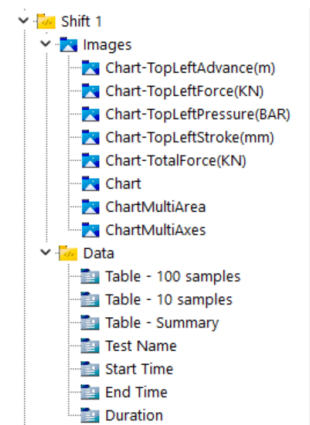 Shift 1
Images
Chart-TopLeftAdvance(m)
Chart-TopLeftForce(KN)
Chart-TopLeftPressure(BAR)
Chart-TopLeftStroke(mm)
Chart-TotalForce(KN)
Chart
ChartMultiArea
ChartMultiAxes
Data
Table - 100 samples
Table - 10 samples
Table - Summary
Test Name
Start Time
End Time
Duration